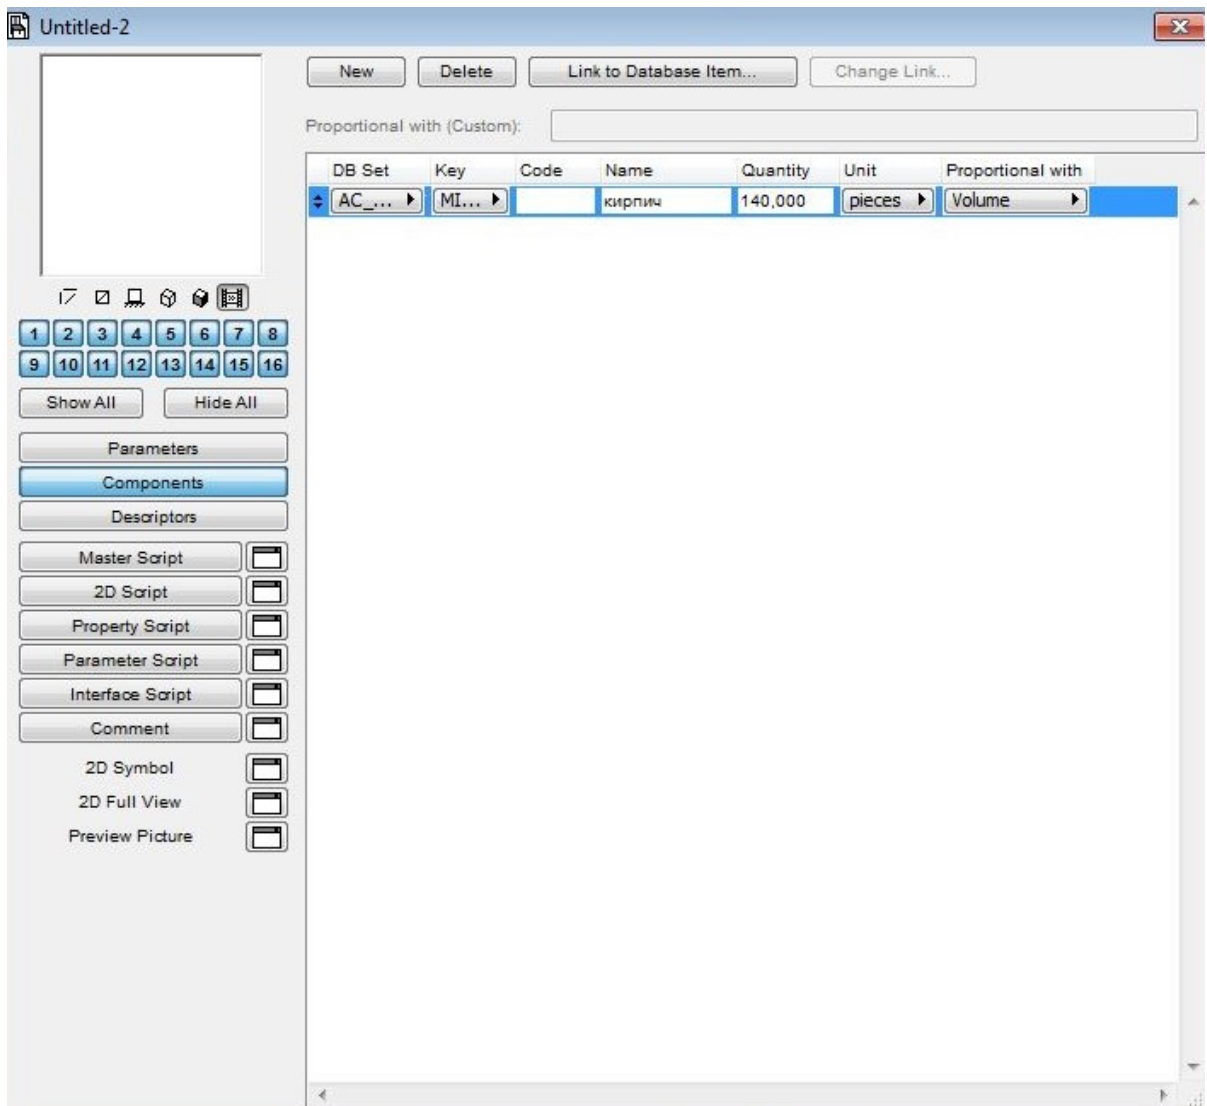 Untitled-2
New Delete Link to Database Item... Change Link...
Proportional with (Custom):
DB Set Key Code Name Quantity Unit Proportional with
AC_... MI... кирпич 140,000 pieces Volume
1 2 3 4 5 6 7 8
9 10 11 12 13 14 15 16
Show All Hide All
Parameters
Components
Descriptors
Master Script
2D Script
Property Script
Parameter Script
Interface Script
Comment
2D Symbol
2D Full View
Preview Picture